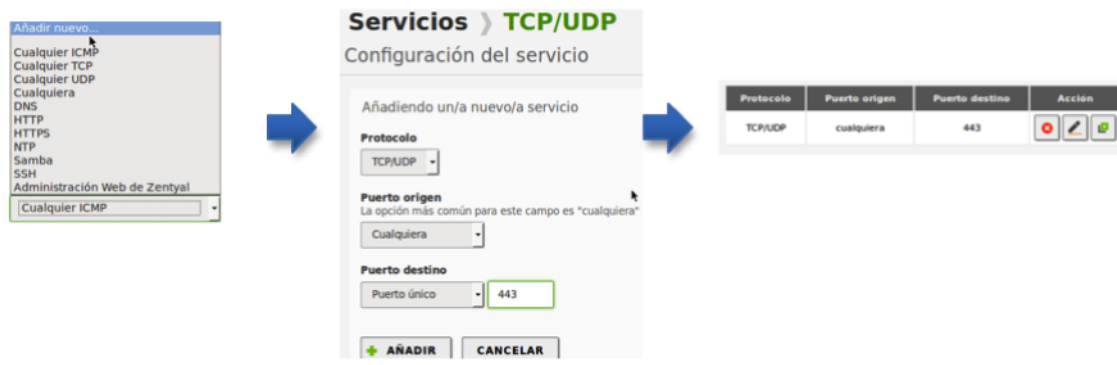 Añadir nuevo...
Cualquier ICMP
Cualquier TCP
Cualquier UDP
Cualquiera
DNS
HTTP
HTTPS
NTP
Samba
SSH
Administración Web de Zentyal
Cualquier ICMP
Servicios ⟩ TCP/UDP
Configuración del servicio
Añadiendo un/a nuevo/a servicio
Protocolo
TCP/UDP
Puerto origen
La opción más común para este campo es "cualquiera"
Cualquiera
Puerto destino
Puerto único 443
+ AÑADIR CANCELAR
Protocolo Puerto origen Puerto destino Acción
TCP/UDP cualquiera 443